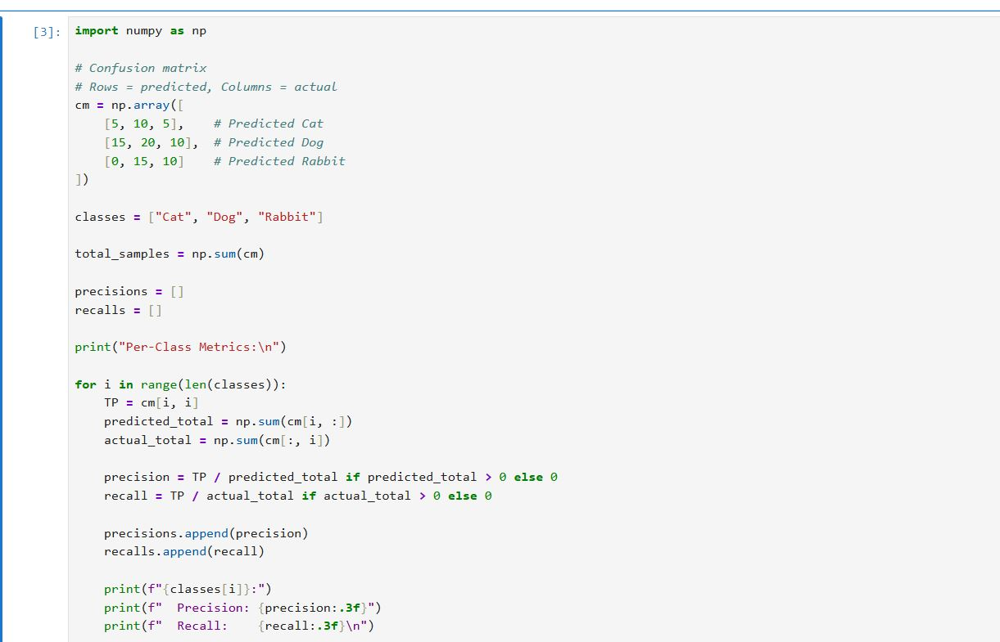 [3]: import numpy as np
# Confusion matrix
# Rows = predicted, Columns = actual
cm = np.array([
    [5, 10, 5],    # Predicted Cat
    [15, 20, 10],  # Predicted Dog
    [0, 15, 10]    # Predicted Rabbit
])
classes = ["Cat", "Dog", "Rabbit"]
total_samples = np.sum(cm)
precisions = []
recalls = []
print("Per-Class Metrics:\n")
for i in range(len(classes)):
    TP = cm[i, i]
    predicted_total = np.sum(cm[i, :])
    actual_total = np.sum(cm[:, i])
    precision = TP / predicted_total if predicted_total > 0 else 0
    recall = TP / actual_total if actual_total > 0 else 0
    precisions.append(precision)
    recalls.append(recall)
    print(f"{classes[i]}:")
    print(f"  Precision: {precision:.3f}")
    print(f"  Recall:    {recall:.3f}\n")